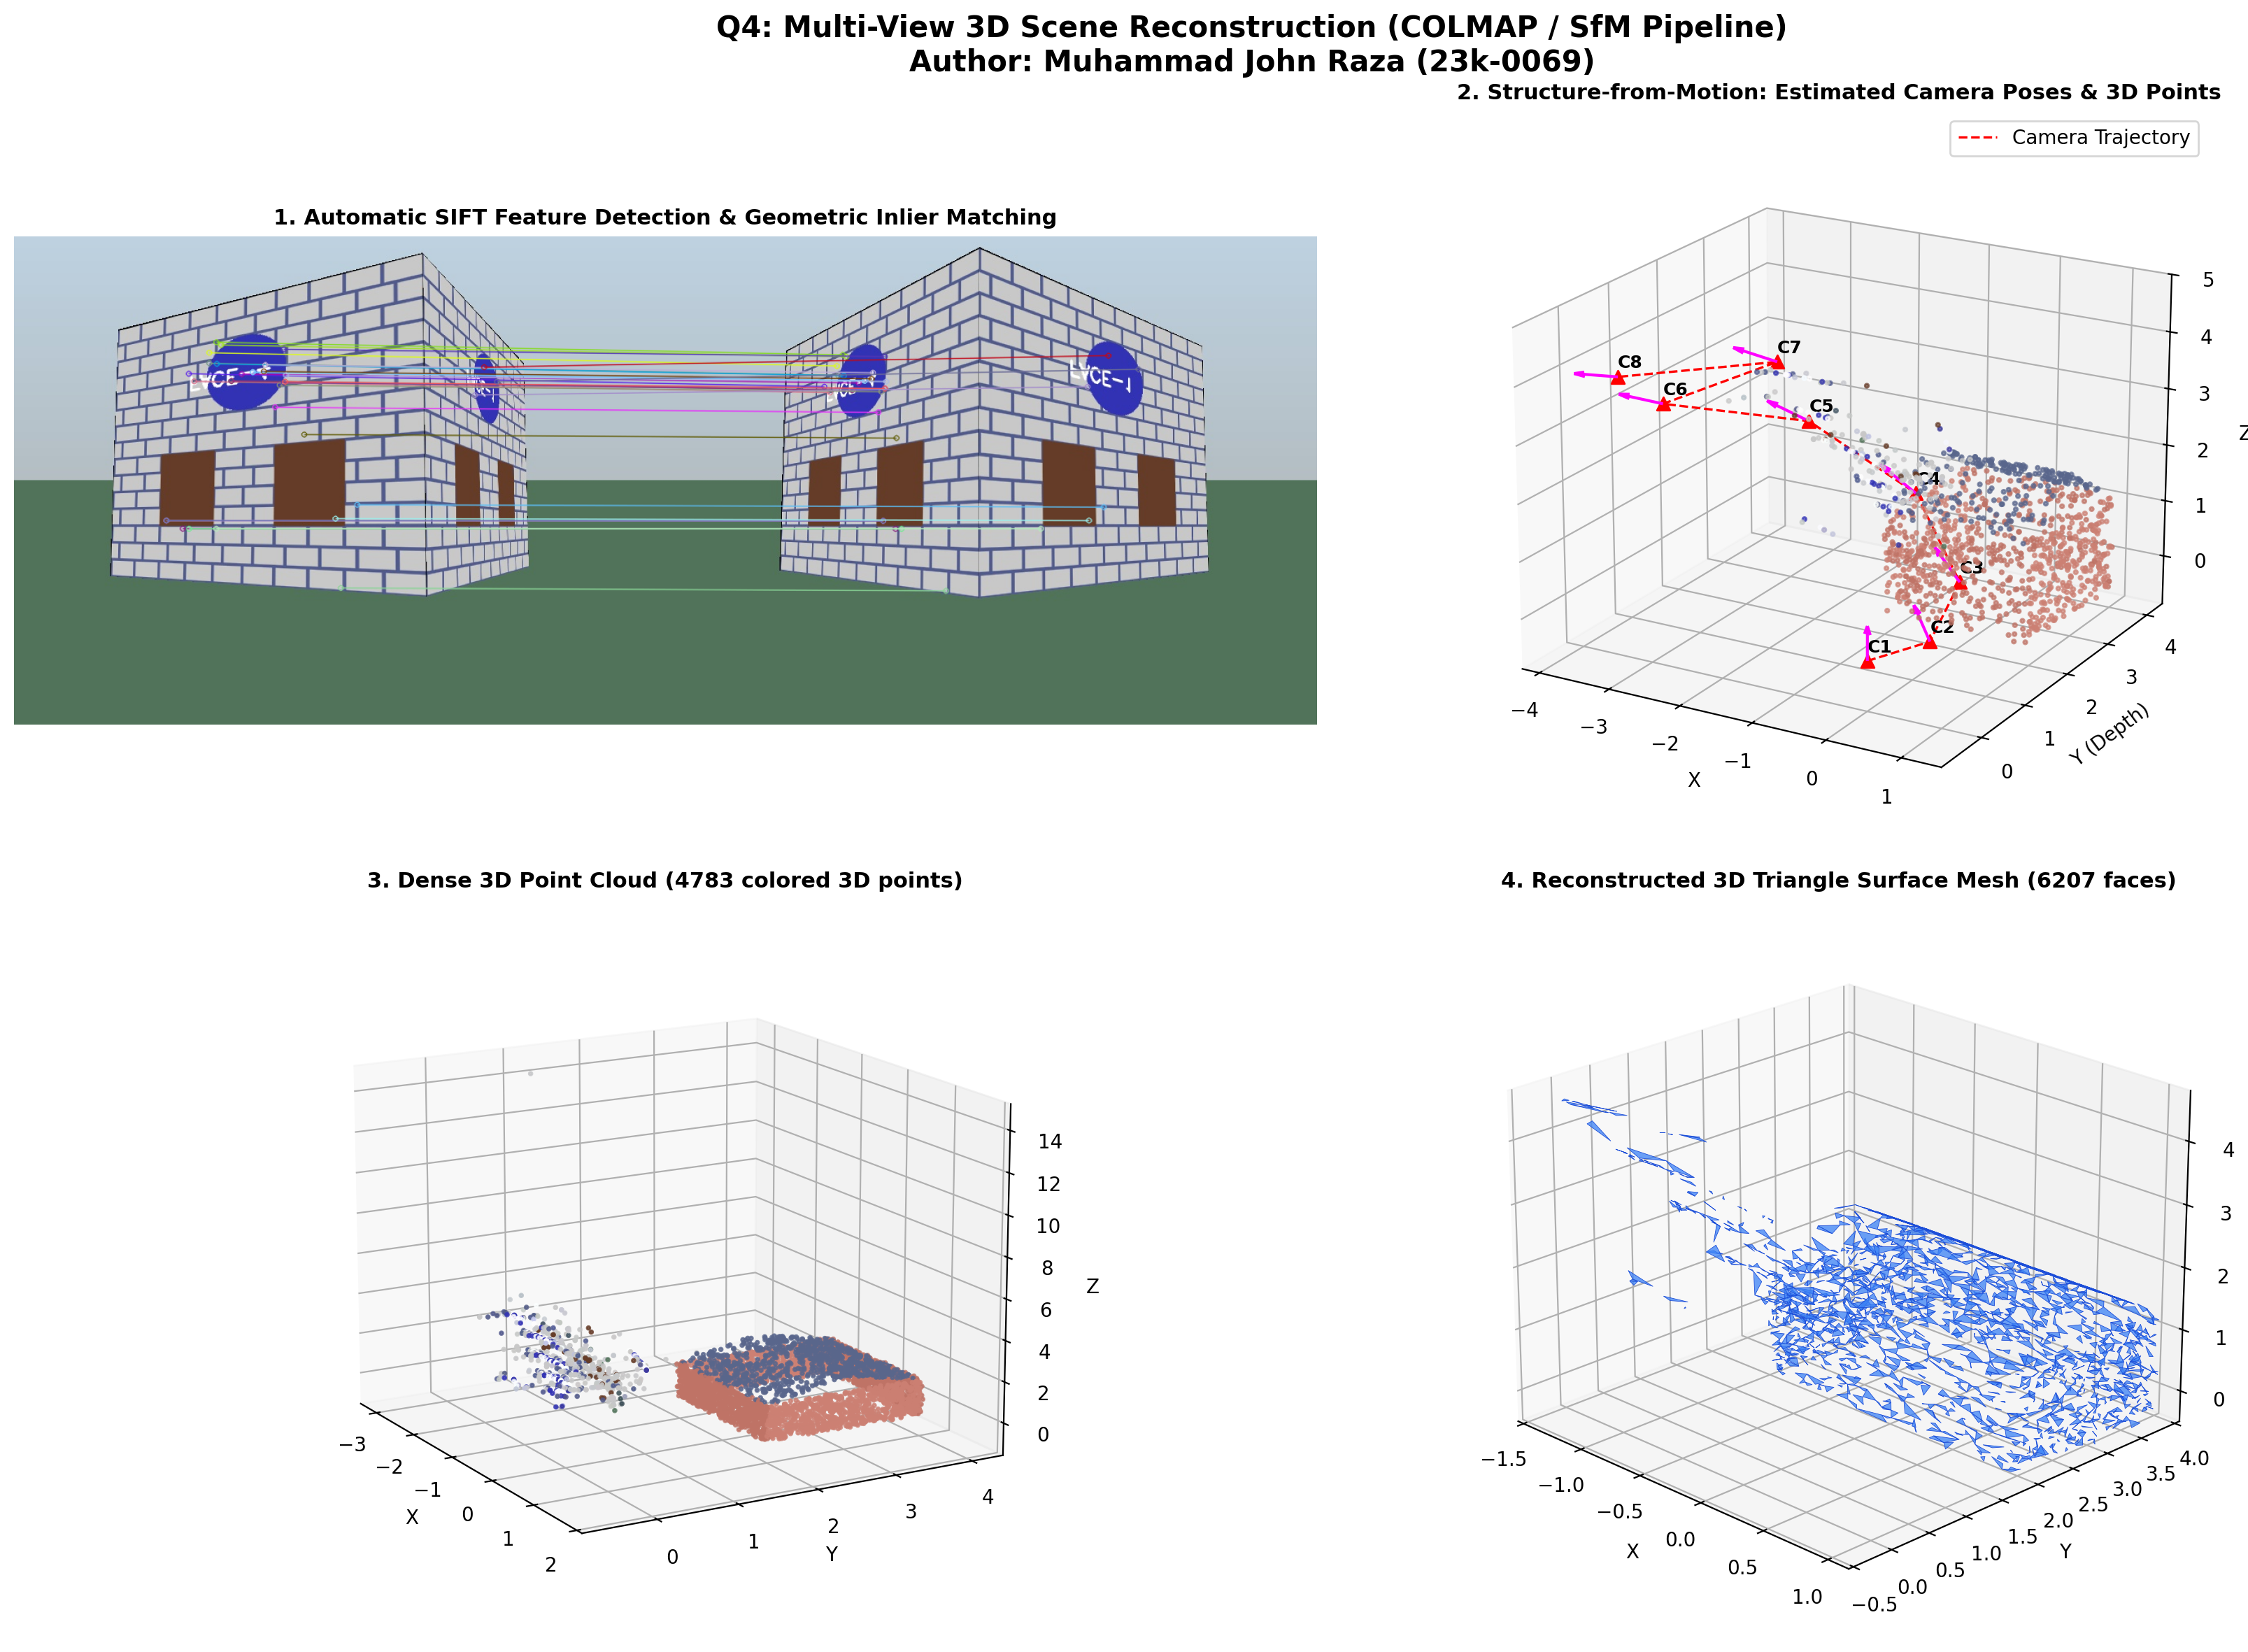 Q4: Multi-View 3D Scene Reconstruction (COLMAP / SfM Pipeline)
Author: Muhammad John Raza (23k-0069)
1. Automatic SIFT Feature Detection & Geometric Inlier Matching
2. Structure-from-Motion: Estimated Camera Poses & 3D Points
Camera Trajectory
C8
C7
C6
C5
C4
C3
C2
C1
5
4
3
2
1
0
Z
−4
−3
−2
−1
0
1
X
0
1
2
3
4
Y (Depth)
3. Dense 3D Point Cloud (4783 colored 3D points)
14
12
10
8
6
4
2
0
Z
−3
−2
−1
0
1
2
X
0
1
2
3
4
Y
4. Reconstructed 3D Triangle Surface Mesh (6207 faces)
4
3
2
1
0
−1.5
−1.0
−0.5
0.0
0.5
1.0
X
−0.5
0.0
0.5
1.0
1.5
2.0
2.5
3.0
3.5
4.0
Y